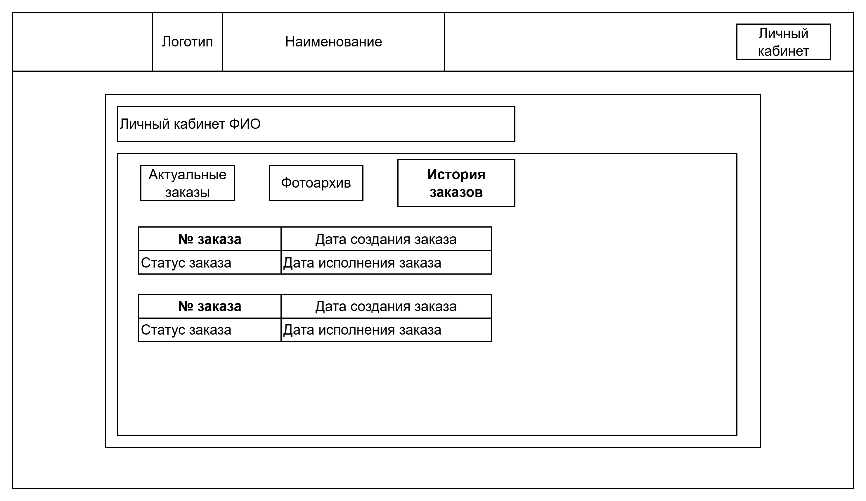 Логотип
Наименование
Личный
кабинет
Личный кабинет ФИО
Актуальные
заказы
Фотоархив
История
заказов
№ заказа
Дата создания заказа
Статус заказа
Дата исполнения заказа
№ заказа
Дата создания заказа
Статус заказа
Дата исполнения заказа